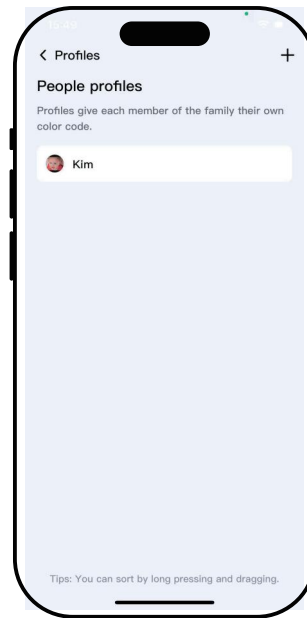 Profiles
People profiles
Profiles give each member of the family their own
color code.
Kim
Tips: You can sort by long pressing and dragging.